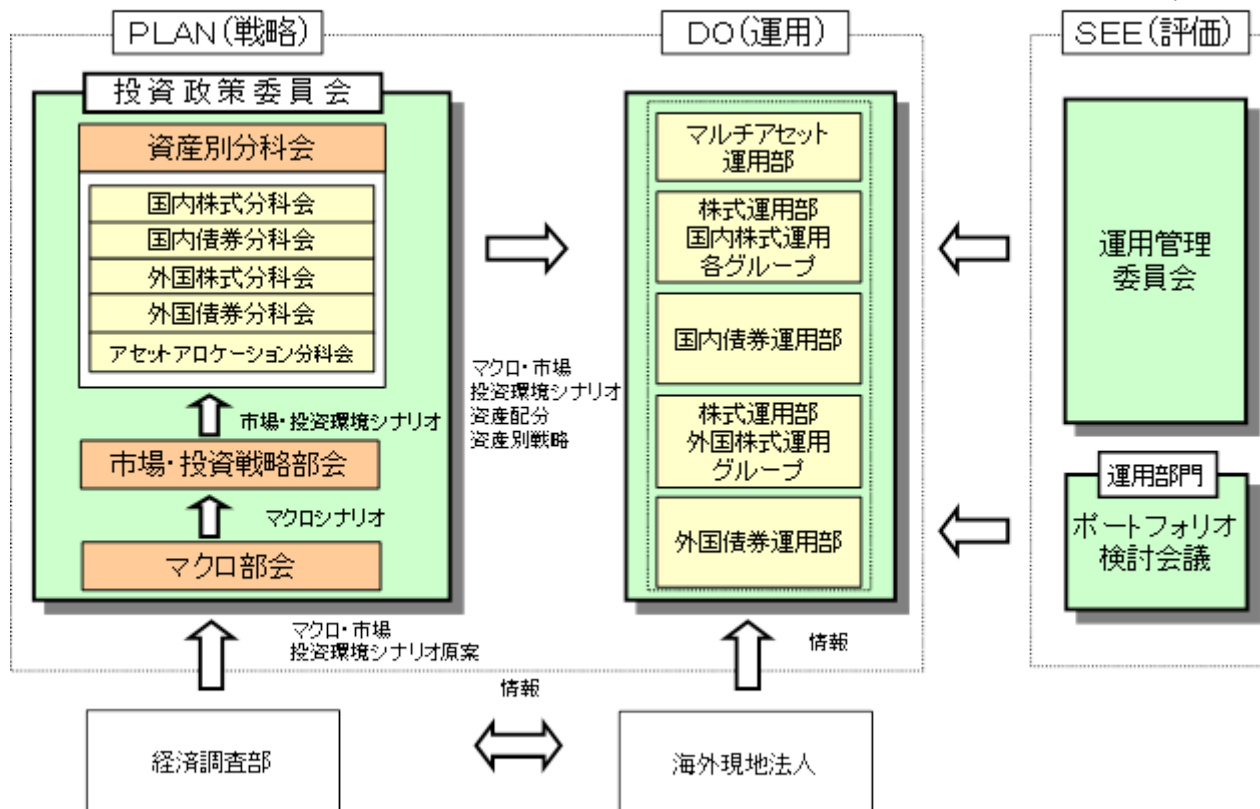 PLAN(戦略)
投資政策委員会
資産別分科会
国内株式分科会
国内債券分科会
外国株式分科会
外国債券分科会
アセットアロケーション分科会
市場・投資環境シナリオ
市場・投資戦略部会
マクロシナリオ
マクロ部会
マクロ・市場
投資環境シナリオ原案
経済調査部
マクロ・市場
投資環境シナリオ
資産配分
資産別戦略
DO(運用)
マルチアセット
運用部
株式運用部
国内株式運用
各グループ
国内債券運用部
株式運用部
外国株式運用
グループ
外国債券運用部
情報
情報
海外現地法人
SEE(評価)
運用管理
委員会
運用部門
ポートフォリオ
検討会議